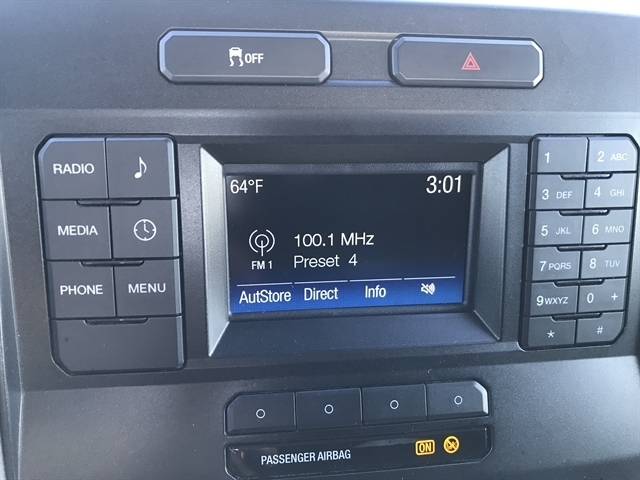 OFF
RADIO
MEDIA
PHONE MENU
64°F 3:01
100.1 MHz
FM 1 Preset 4
AutStore Direct Info
1 2 ABC
3 DEF 4 GHI
5 JKL 6 MNO
7 PQRS 8 TUV
9 WXYZ 0 +
* #
PASSENGER AIRBAG ON